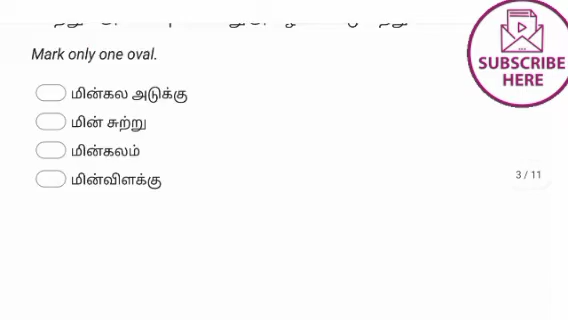 Mark only one oval.
மின்கல அடுக்கு
மின் சுற்று
மின்கலம்
மின்விளக்கு
3 / 11
SUBSCRIBE
HERE